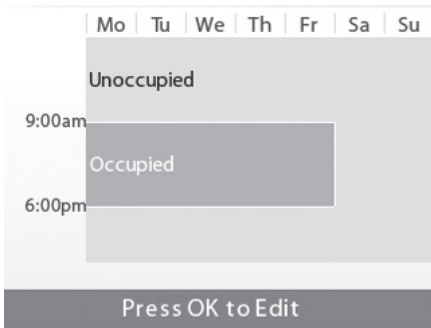 Mo Tu We Th Fr Sa Su
Unoccupied
9:00am
Occupied
6:00pm
Press OK to Edit